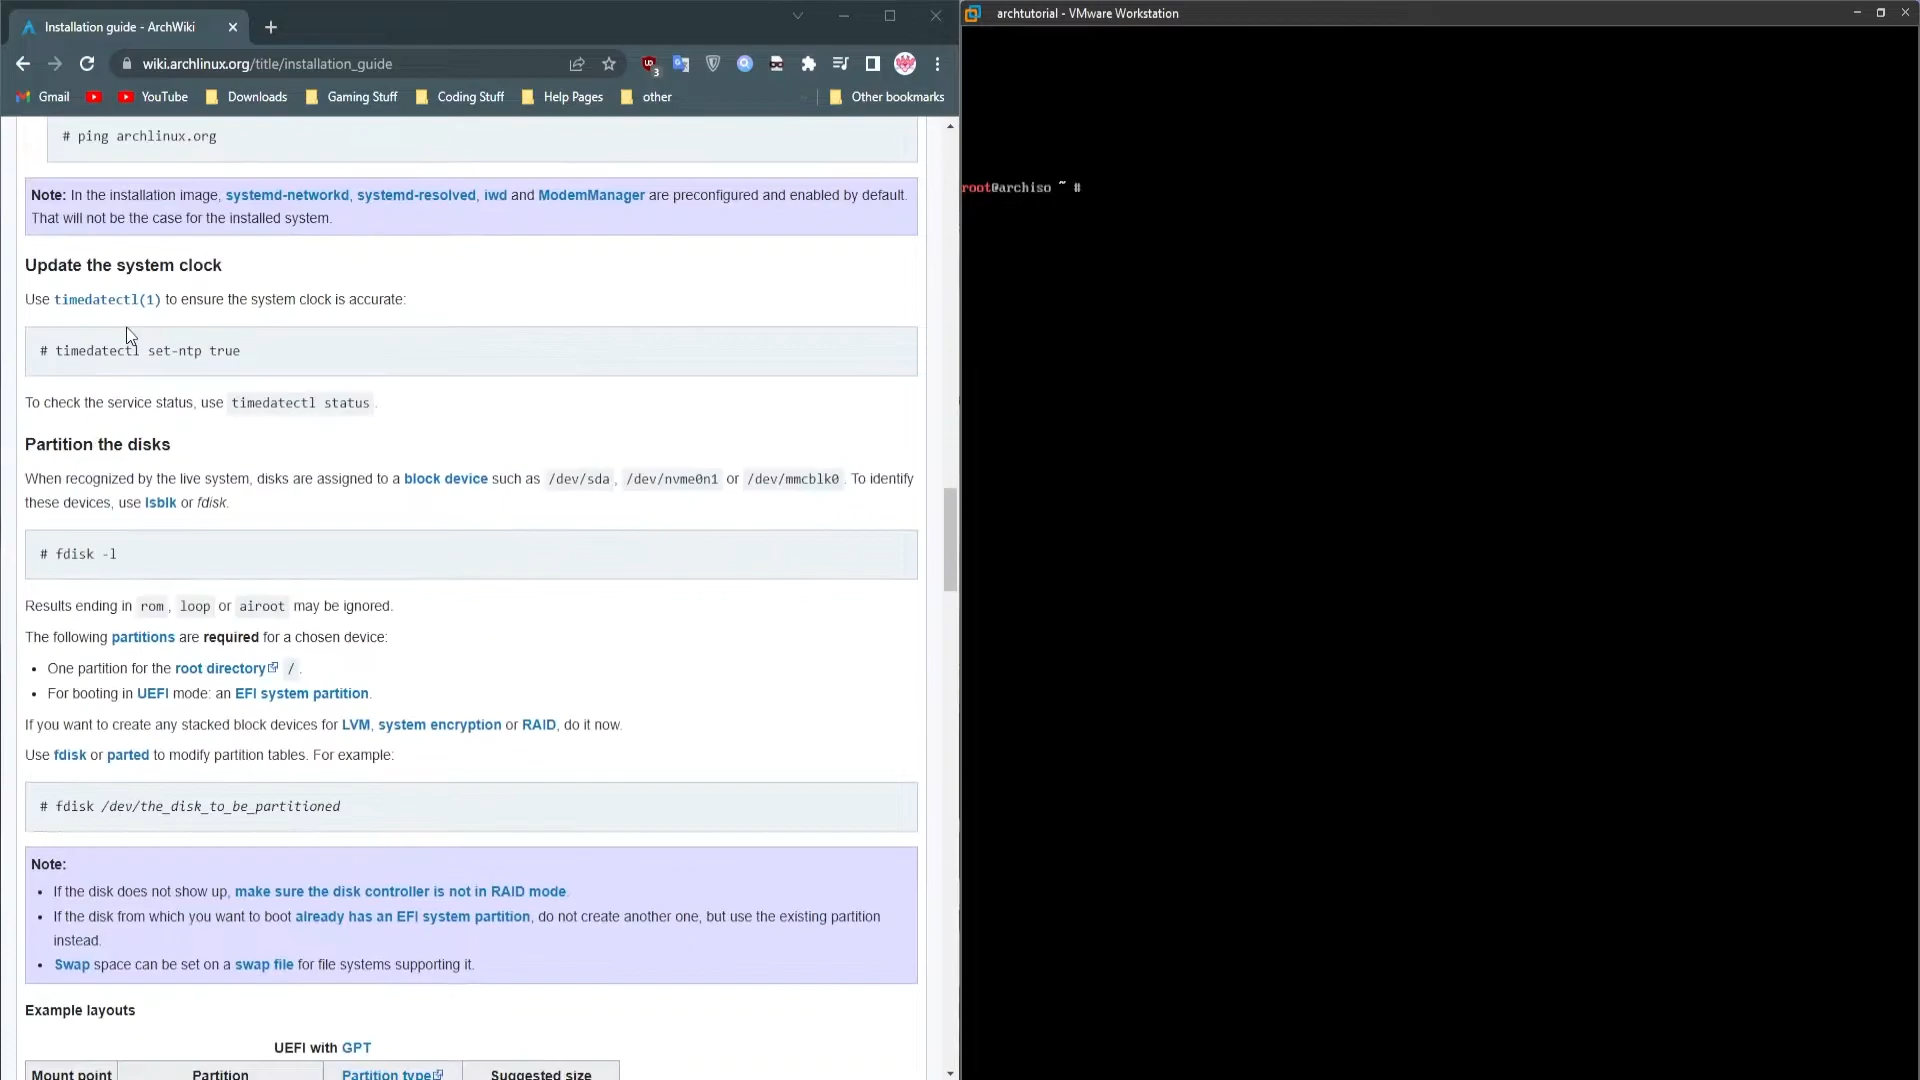 Installation guide - ArchWiki
wiki.archlinux.org/title/installation_guide
3
Gmail
YouTube
Downloads
Gaming Stuff
Coding Stuff
Help Pages
other
Other bookmarks
# ping archlinux.org
Note: In the installation image, systemd-networkd, systemd-resolved, iwd and ModemManager are preconfigured and enabled by default.
That will not be the case for the installed system.
Update the system clock
Use timedatectl(1) to ensure the system clock is accurate:
# timedatectl set-ntp true
To check the service status, use timedatectl status.
Partition the disks
When recognized by the live system, disks are assigned to a block device such as /dev/sda, /dev/nvme0n1 or /dev/mmcblk0. To identify
these devices, use lsblk or fdisk.
# fdisk -l
Results ending in rom, loop or airoot may be ignored.
The following partitions are required for a chosen device:
• One partition for the root directory /.
• For booting in UEFI mode: an EFI system partition.
If you want to create any stacked block devices for LVM, system encryption or RAID, do it now.
Use fdisk or parted to modify partition tables. For example:
# fdisk /dev/the_disk_to_be_partitioned
Note:
• If the disk does not show up, make sure the disk controller is not in RAID mode.
• If the disk from which you want to boot already has an EFI system partition, do not create another one, but use the existing partition
instead.
• Swap space can be set on a swap file for file systems supporting it.
Example layouts
UEFI with GPT
Mount point Partition Partition type Suggested size
archtutorial - VMware Workstation
root@archiso ~ #